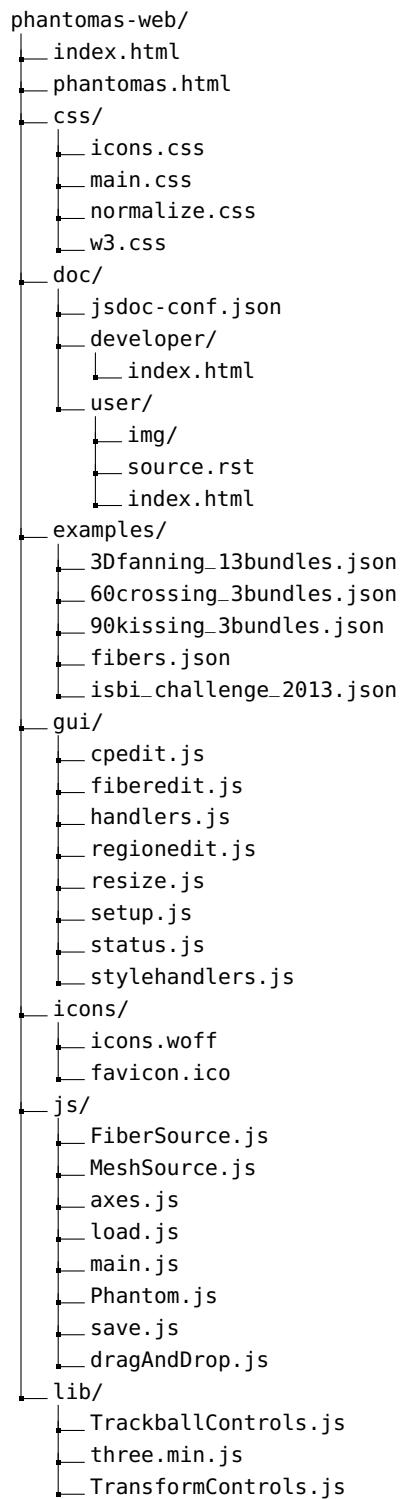 phantomas-web/
index.html
phantomas.html
css/
icons.css
main.css
normalize.css
w3.css
doc/
jsdoc-conf.json
developer/
index.html
user/
img/
source.rst
index.html
examples/
3Dfanning_13bundles.json
60crossing_3bundles.json
90kissing_3bundles.json
fibers.json
isbi_challenge_2013.json
gui/
cpedit.js
fiberedit.js
handlers.js
regionedit.js
resize.js
setup.js
status.js
stylehandlers.js
icons/
icons.woff
favicon.ico
js/
FiberSource.js
MeshSource.js
axes.js
load.js
main.js
Phantom.js
save.js
dragAndDrop.js
lib/
TrackballControls.js
three.min.js
TransformControls.js